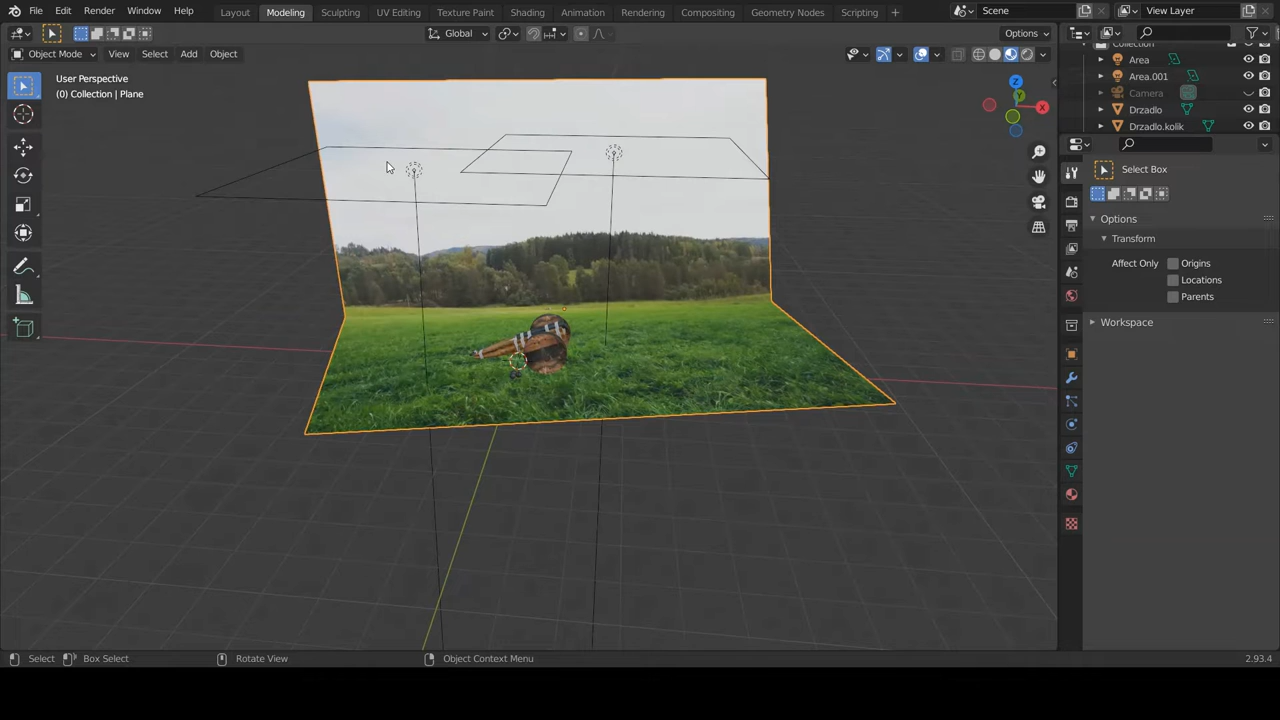 File Edit Render Window Help Layout Modeling Sculpting UV Editing Texture Paint Shading Animation Rendering Compositing Geometry Nodes Scripting + Scene View Layer
Global Options
Object Mode View Select Add Object
User Perspective
(0) Collection | Plane
Z
Y
X
Collection
Area
Area.001
Camera
Drzadlo
Drzadlo.kolik
Select Box
Options
Transform
Affect Only Origins
Locations
Parents
Workspace
Select Box Select Rotate View Object Context Menu 2.93.4